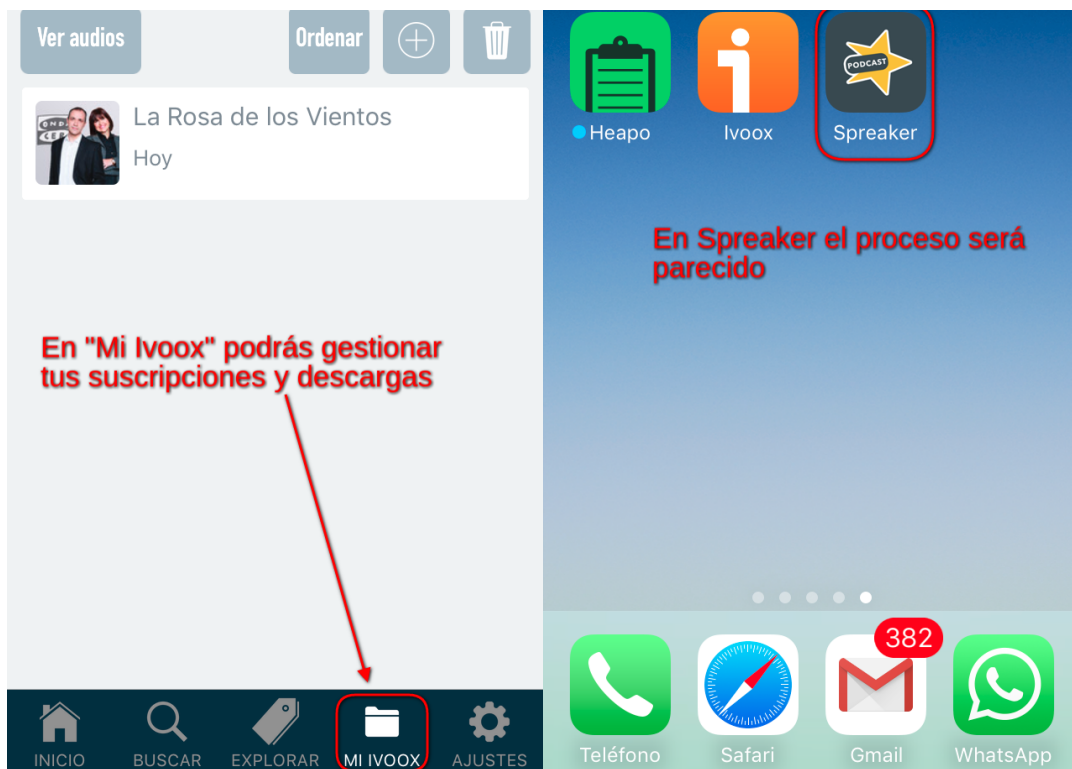 Ver audios
Ordenar
La Rosa de los Vientos
Hoy
En "Mi Ivoox" podrás gestionar
tus suscripciones y descargas
INICIO
BUSCAR
EXPLORAR
MI IVOOX
AJUSTES
PODCAST
Heapo
Ivoox
Spreaker
En Spreaker el proceso será
parecido
382
Teléfono
Safari
Gmail
WhatsApp